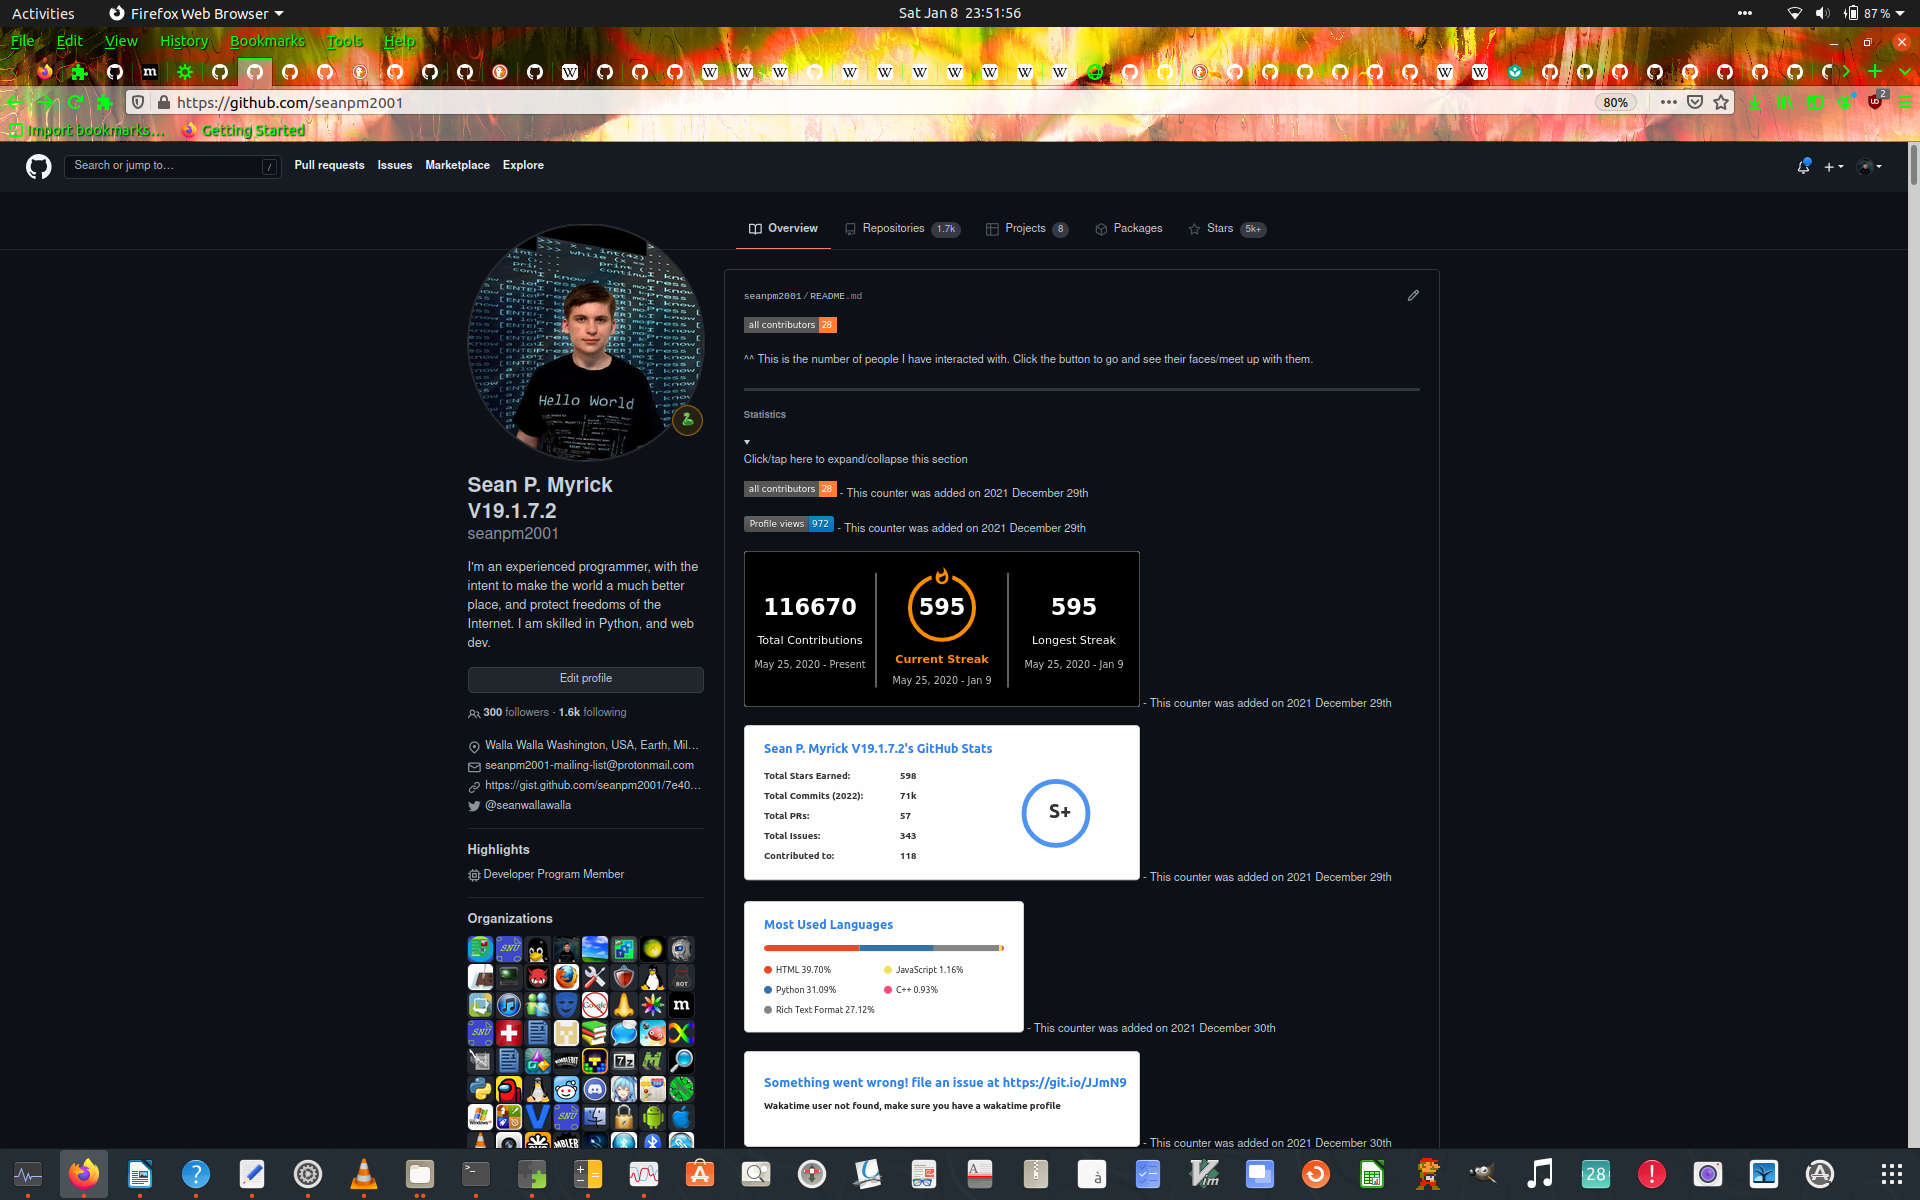 Activities
Firefox Web Browser
Sat Jan 8 23:51:56
87 %
File Edit View History Bookmarks Tools Help
https://github.com/seanpm2001
80%
2
Import bookmarks...
Getting Started
Search or jump to...
/
Pull requests
Issues
Marketplace
Explore
Overview
Repositories 1.7k
Projects 8
Packages
Stars 5k+
Hello World
Sean P. Myrick
V19.1.7.2
seanpm2001
I'm an experienced programmer, with the
intent to make the world a much better
place, and protect freedoms of the
Internet. I am skilled in Python, and web
dev.
Edit profile
300 followers · 1.6k following
Walla Walla Washington, USA, Earth, Mil...
seanpm2001-mailing-list@protonmail.com
https://gist.github.com/seanpm2001/7e40...
@seanwallawalla
Highlights
Developer Program Member
Organizations
seanpm2001/README.md
all contributors 28
^^ This is the number of people I have interacted with. Click the button to go and see their faces/meet up with them.
Statistics
Click/tap here to expand/collapse this section
all contributors 28 - This counter was added on 2021 December 29th
Profile views 972 - This counter was added on 2021 December 29th
116670
Total Contributions
May 25, 2020 - Present
595
Current Streak
May 25, 2020 - Jan 9
595
Longest Streak
May 25, 2020 - Jan 9
- This counter was added on 2021 December 29th
Sean P. Myrick V19.1.7.2's GitHub Stats
Total Stars Earned: 598
Total Commits (2022): 71k
Total PRs: 57
Total Issues: 343
Contributed to: 118
S+
- This counter was added on 2021 December 29th
Most Used Languages
HTML 39.70%
JavaScript 1.16%
Python 31.09%
C++ 0.93%
Rich Text Format 27.12%
- This counter was added on 2021 December 30th
Something went wrong! file an issue at https://git.io/JJmN9
Wakatime user not found, make sure you have a wakatime profile
- This counter was added on 2021 December 30th
28